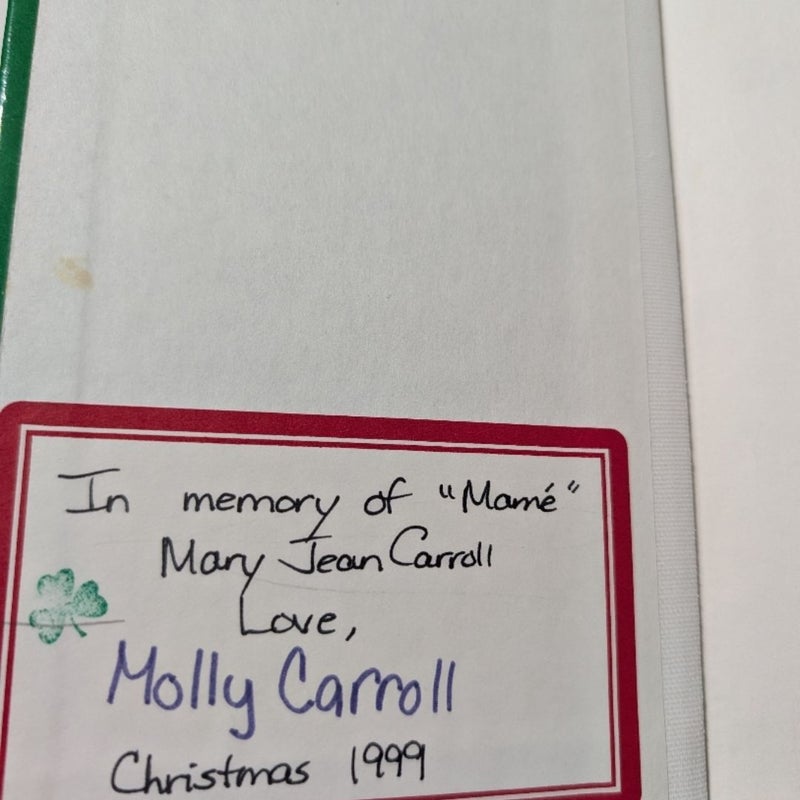 In memory of "Mamé"
Mary Jean Carroll
Love,
Molly Carroll
Christmas 1999